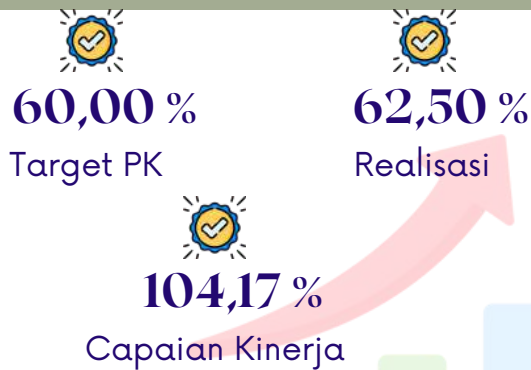 60,00 %
Target PK
62,50 %
Realisasi
104,17 %
Capaian Kinerja